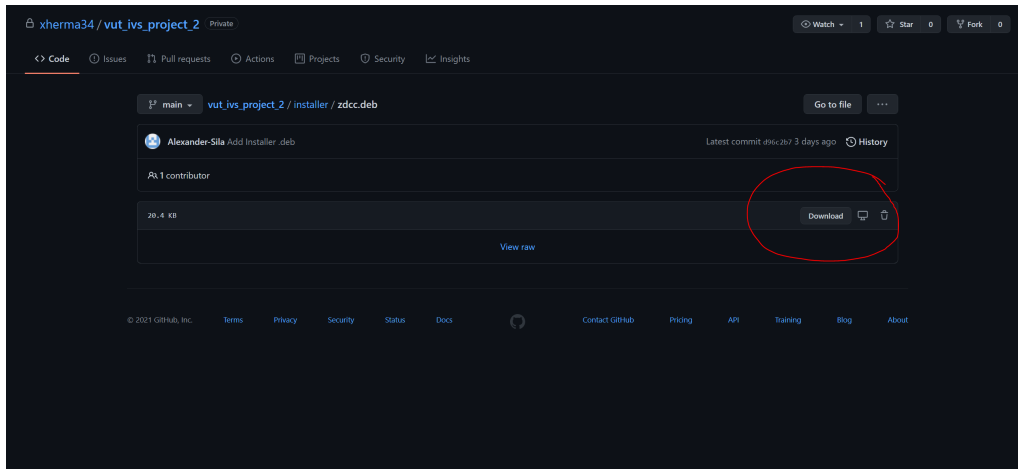 xherma34 / vut_ivs_project_2 Private Watch 1 Star 0 Fork 0
Code Issues Pull requests Actions Projects Security Insights
main vut_ivs_project_2 / installer / zdcc.deb Go to file ...
Alexander-Sila Add Installer .deb Latest commit d96c2b7 3 days ago History
1 contributor
20.4 KB Download
View raw
© 2021 GitHub, Inc. Terms Privacy Security Status Docs Contact GitHub Pricing API Training Blog About